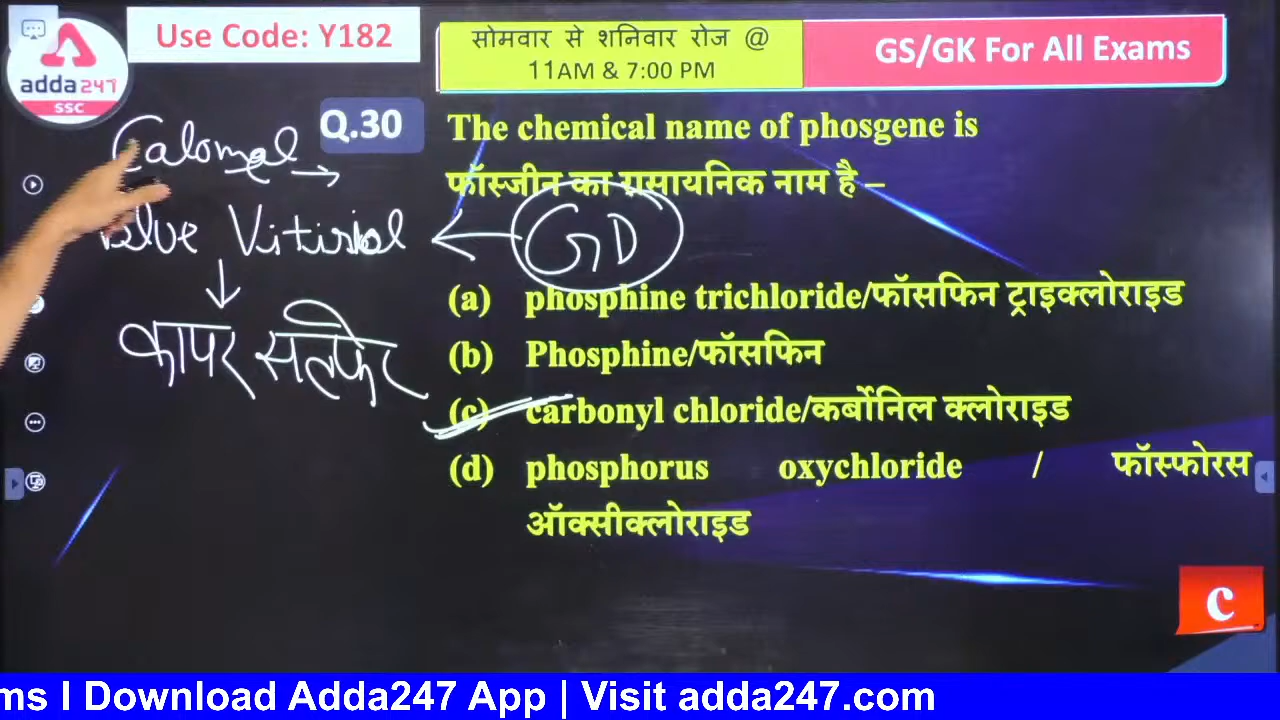 Use Code: Y182
सोमवार से शनिवार रोज @
11AM & 7:00 PM
GS/GK For All Exams
adda247
SSC
Q.30
The chemical name of phosgene is
फॉस्जीन का रासायनिक नाम है –
Calomel →
Blue Vitiriol ← GD
कापर सल्फेट
(a) phosphine trichloride/फॉसफिन ट्राइक्लोराइड
(b) Phosphine/फॉसफिन
(c) carbonyl chloride/कर्बोनिल क्लोराइड
(d) phosphorus oxychloride / फॉस्फोरस
ऑक्सीक्लोराइड
c
ms I Download Adda247 App | Visit adda247.com